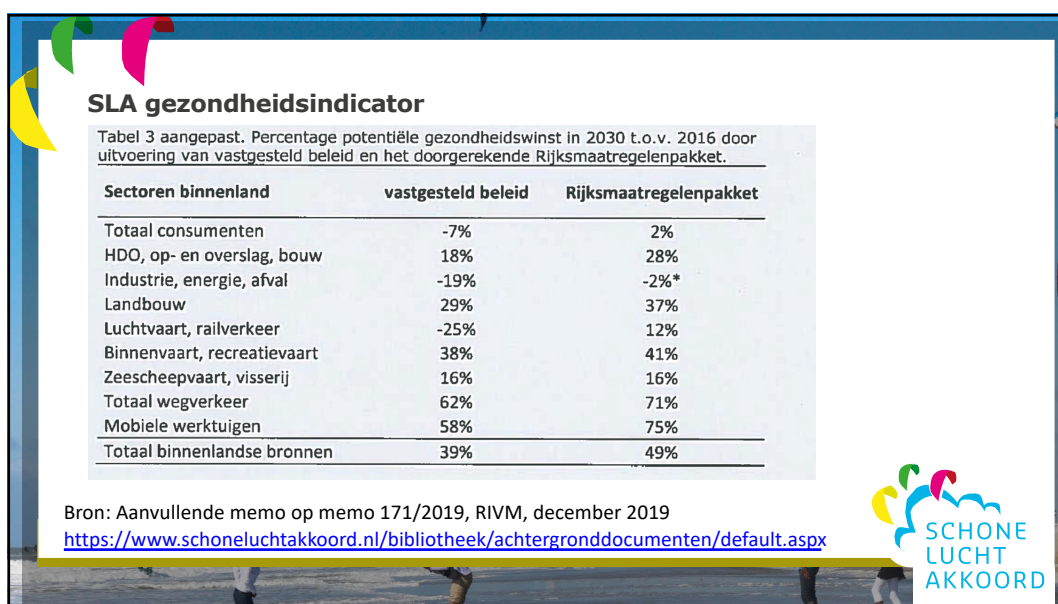 SLA gezondheidsindicator
Tabel 3 aangepast. Percentage potentiële gezondheidswinst in 2030 t.o.v. 2016 door
uitvoering van vastgesteld beleid en het doorgerekende Rijksmaatregelenpakket.
Sectoren binnenland vastgesteld beleid Rijksmaatregelenpakket
Totaal consumenten -7% 2%
HDO, op- en overslag, bouw 18% 28%
Industrie, energie, afval -19% -2%*
Landbouw 29% 37%
Luchtvaart, railverkeer -25% 12%
Binnenvaart, recreatievaart 38% 41%
Zeescheepvaart, visserij 16% 16%
Totaal wegverkeer 62% 71%
Mobiele werktuigen 58% 75%
Totaal binnenlandse bronnen 39% 49%
Bron: Aanvullende memo op memo 171/2019, RIVM, december 2019
https://www.schoneluchtakkoord.nl/bibliotheek/achtergronddocumenten/default.aspx
SCHONE
LUCHT
AKKOORD